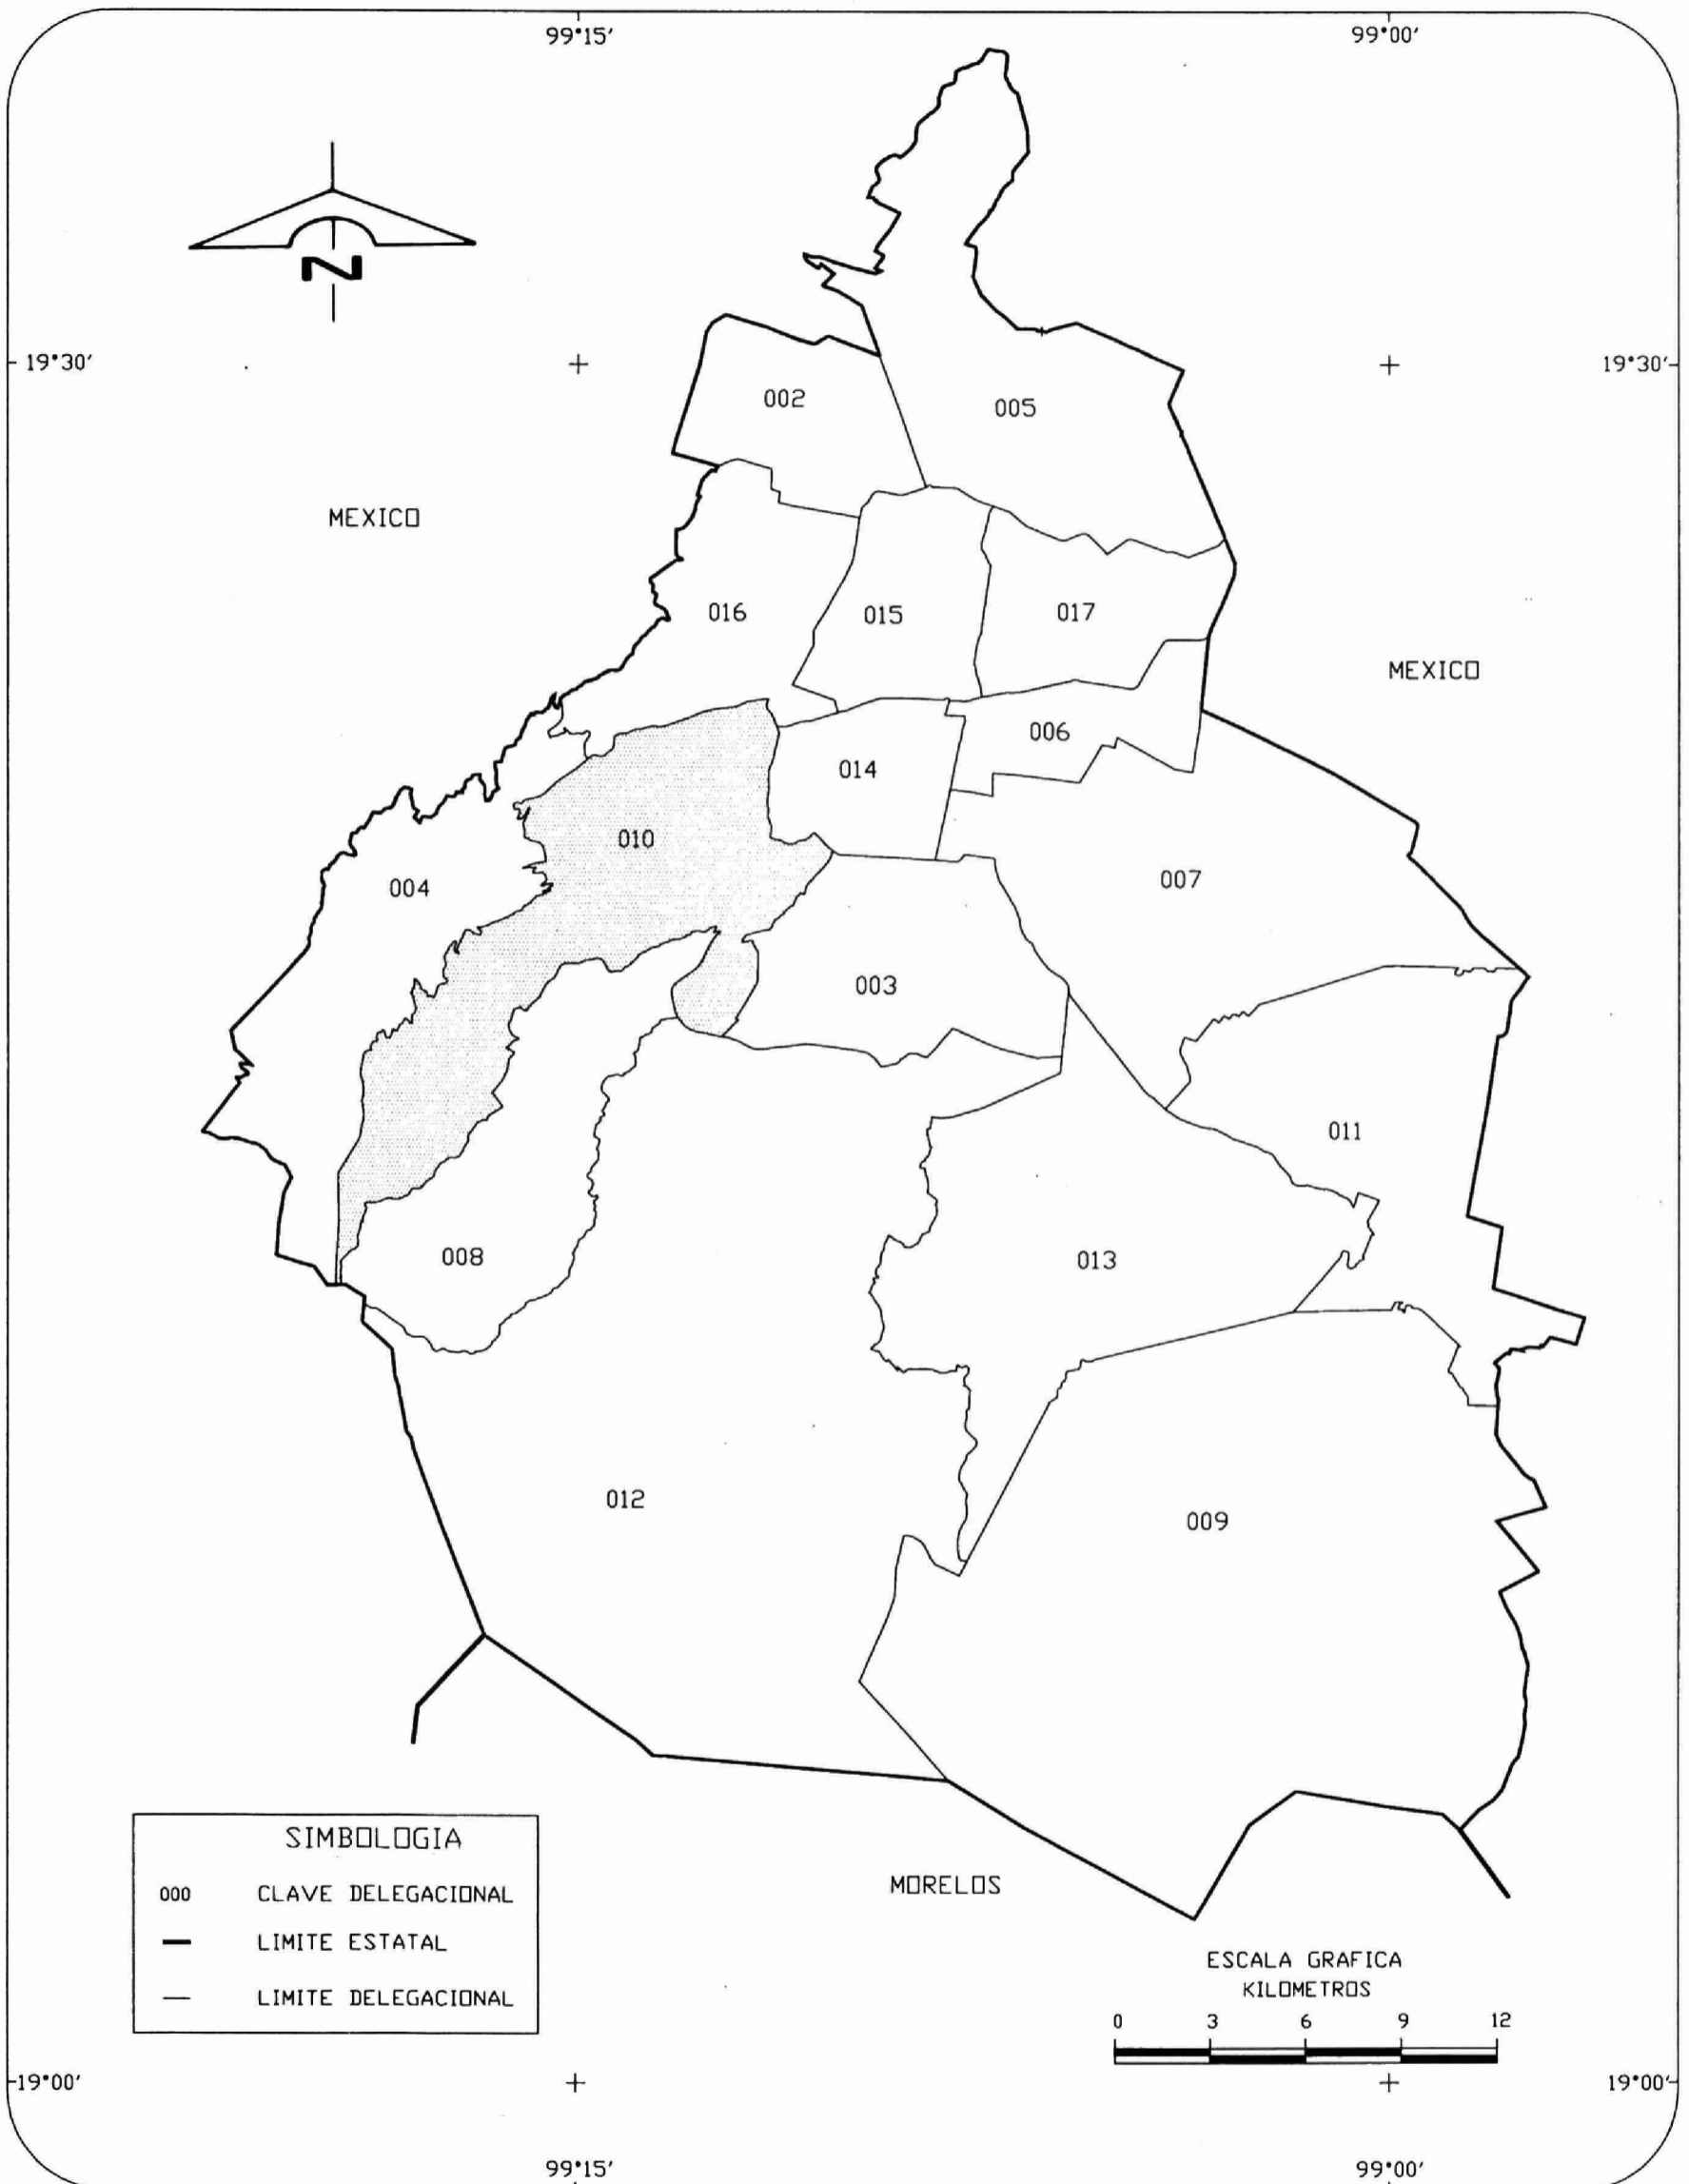 99°15'
99°00'
N
19°30'
19°30'
002
005
MEXICO
016
015
017
MEXICO
006
014
010
004
007
003
011
008
013
012
009
SIMBOLOGIA
000 CLAVE DELEGACIONAL
LIMITE ESTATAL
LIMITE DELEGACIONAL
MORELOS
ESCALA GRAFICA
KILOMETROS
0 3 6 9 12
19°00'
19°00'
99°15'
99°00'